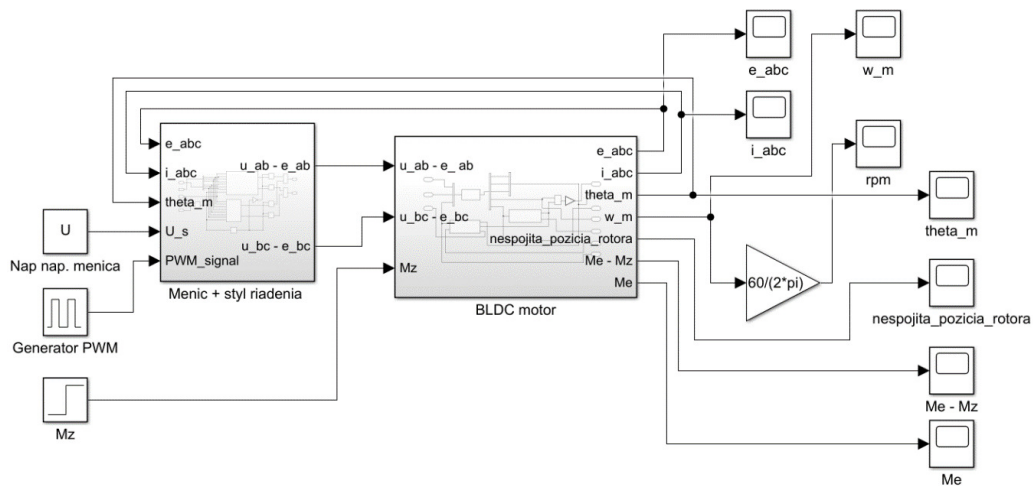 e_abc
w_m
i_abc
rpm
theta_m
nespojita_pozicia_rotora
Me - Mz
Me
e_abc
i_abc
theta_m
U_s
PWM_signal
u_ab - e_ab
u_bc - e_bc
Menic + styl riadenia
u_ab - e_ab
u_bc - e_bc
Mz
e_abc
i_abc
theta_m
w_m
nespojita_pozicia_rotora
Me - Mz
Me
BLDC motor
U
Nap nap. menica
Generator PWM
Mz
60/(2*pi)